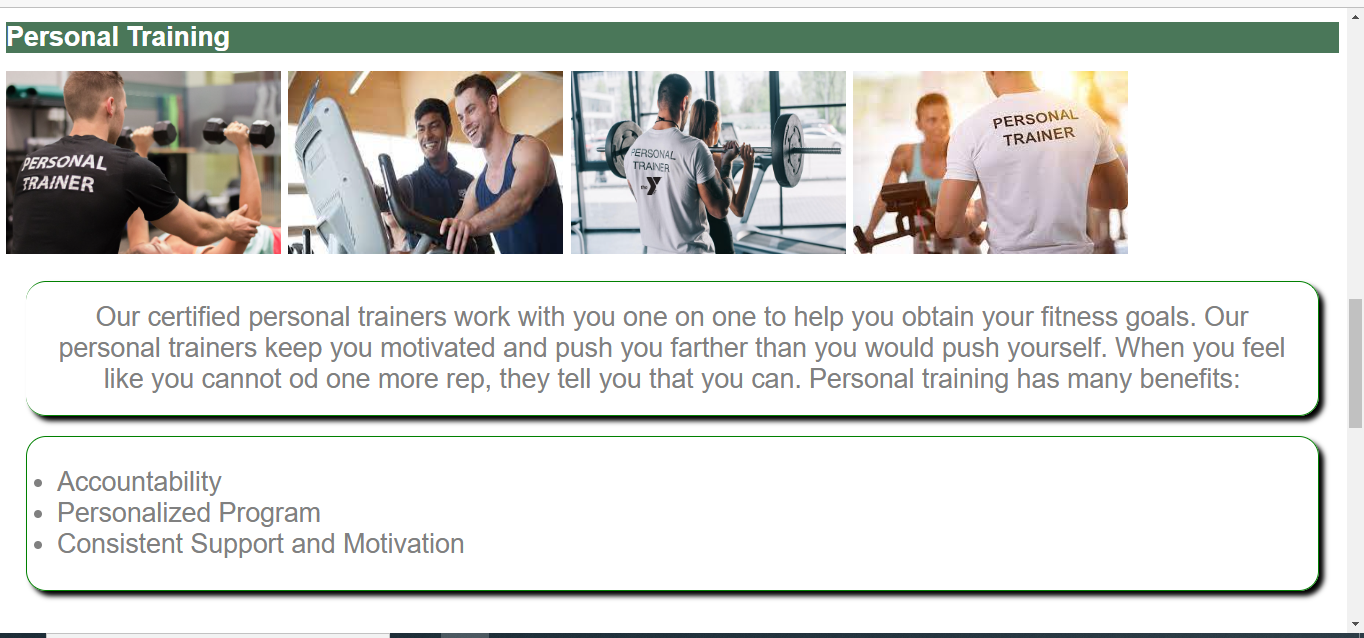 Personal Training
PERSONAL
TRAINER
PERSONAL
TRAINER
PERSONAL
TRAINER
Our certified personal trainers work with you one on one to help you obtain your fitness goals. Our
personal trainers keep you motivated and push you farther than you would push yourself. When you feel
like you cannot od one more rep, they tell you that you can. Personal training has many benefits:
Accountability
Personalized Program
Consistent Support and Motivation